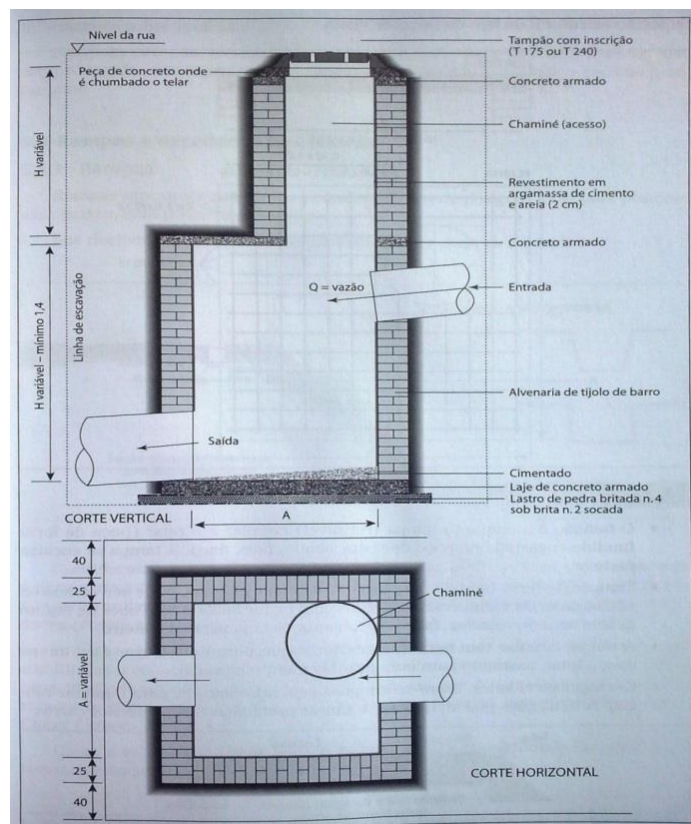 Nível da rua
Tampão com inscrição
(T 175 ou T 240)
Peça de concreto onde
é chumbado o telar
Concreto armado
Chaminé (acesso)
H variável
Revestimento em
argamassa de cimento
e areia (2 cm)
Concreto armado
Q = vazão
Entrada
Linha de escavação
H variável – mínimo 1,4
Alvenaria de tijolo de barro
Saída
Cimentado
Laje de concreto armado
Lastro de pedra britada n. 4
sob brita n. 2 socada
CORTE VERTICAL
A
40
25
Chaminé
A = variável
25
40
CORTE HORIZONTAL